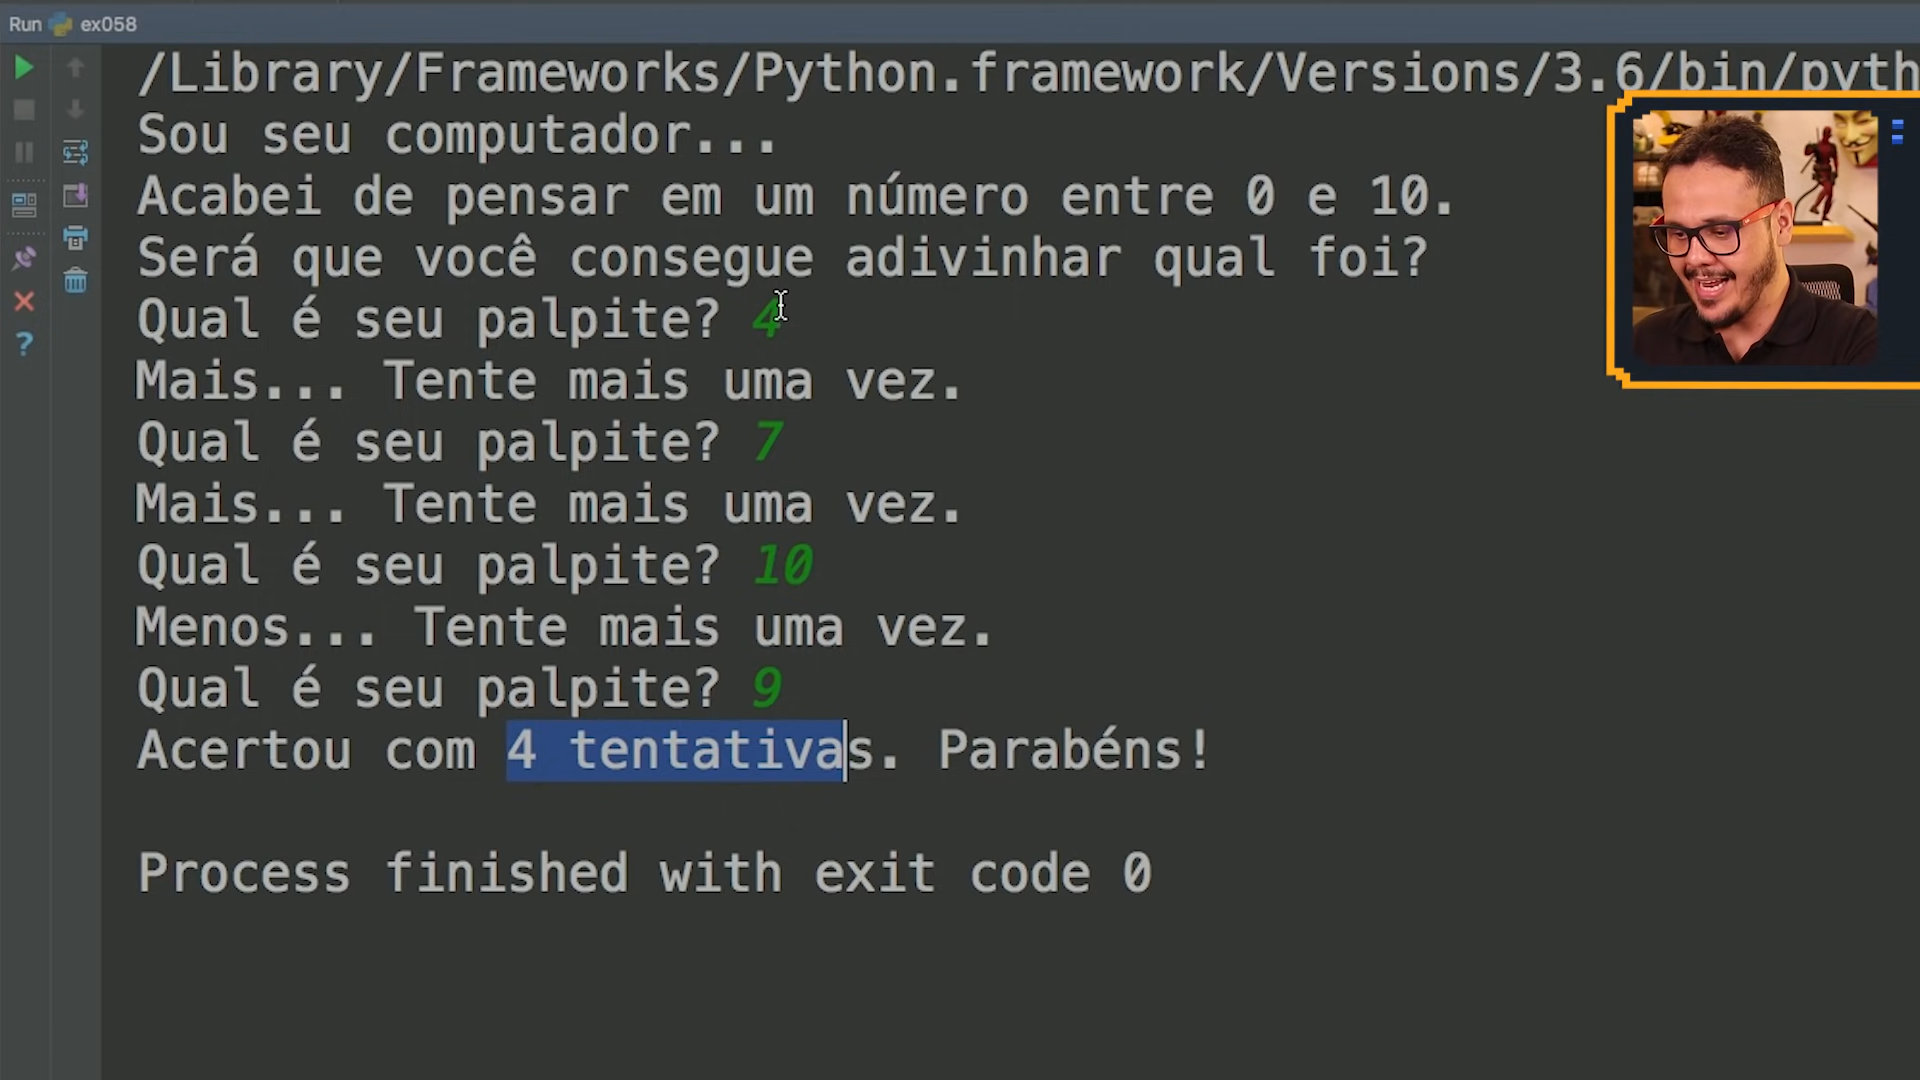 Run ex058
/Library/Frameworks/Python.framework/Versions/3.6/bin/pyth
Sou seu computador...
Acabei de pensar em um número entre 0 e 10.
Será que você consegue adivinhar qual foi?
Qual é seu palpite? 4
Mais... Tente mais uma vez.
Qual é seu palpite? 7
Mais... Tente mais uma vez.
Qual é seu palpite? 10
Menos... Tente mais uma vez.
Qual é seu palpite? 9
Acertou com 4 tentativas. Parabéns!
Process finished with exit code 0